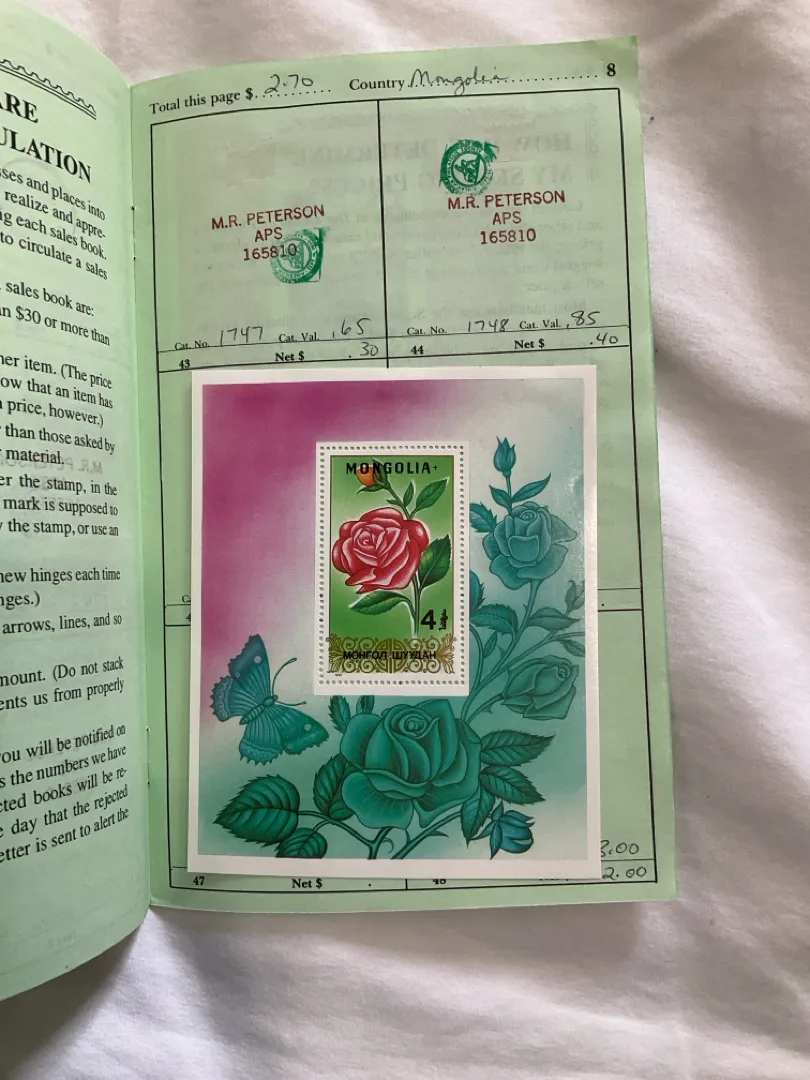 ARE
ULATION
ses and places into
realize and appre-
ng each sales book.
to circulate a sales
sales book are:
an $30 or more than
her item. (The price
ow that an item has
price, however.)
than those asked by
material.
er the stamp, in the
mark is supposed to
y the stamp, or use an
new hinges each time
nges.)
arrows, lines, and so
mount. (Do not stack
ents us from properly
ou will be notified on
s the numbers we have
cted books will be re-
e day that the rejected
etter is sent to alert the
Total this page $ 2.70 Country Mongolia 8
M.R. PETERSON
APS
165810
M.R. PETERSON
APS
165810
Cat. No. 1747 Cat. Val. .65
43 Net $ .30
Cat. No. 1748 Cat. Val. .85
44 Net $ .40
MONGOLIA
4
МОНГОЛ ШУУДАН
3.00
47 Net $ .
2.00